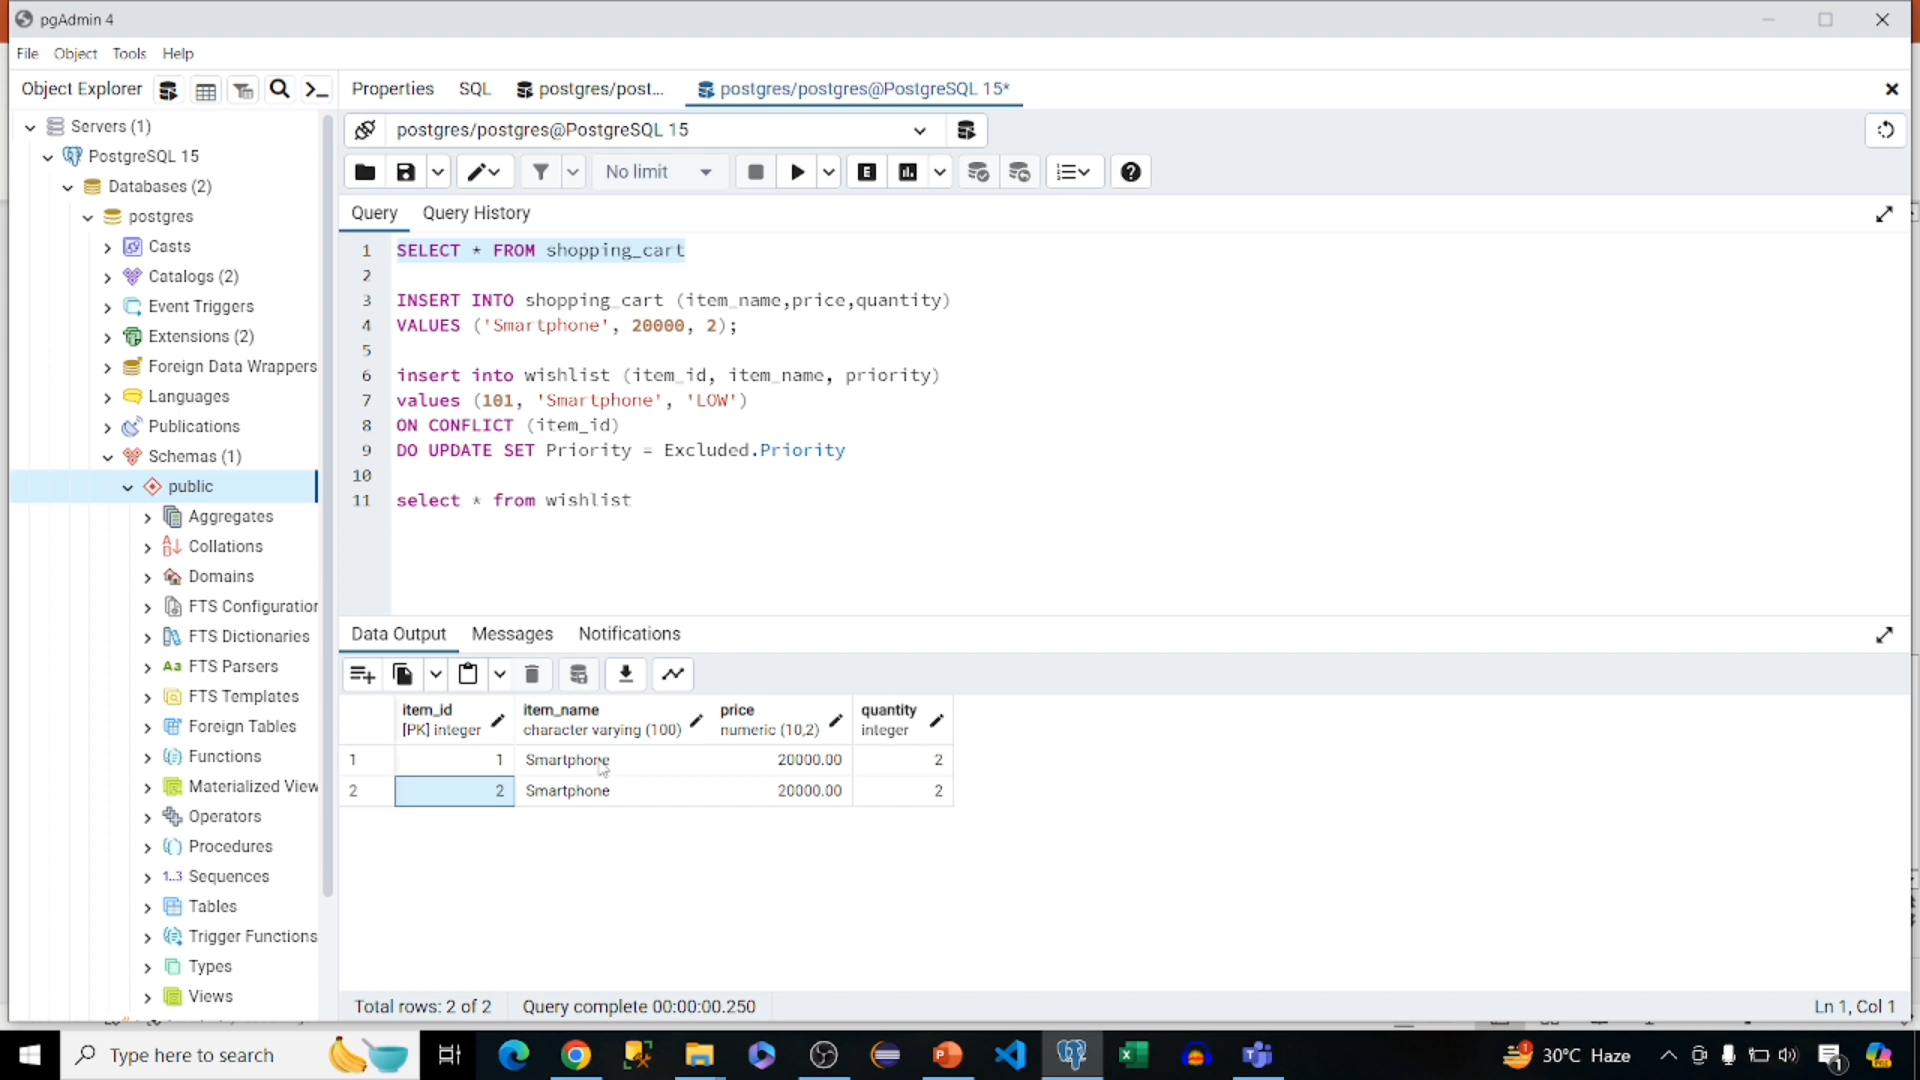 pgAdmin 4
File Object Tools Help
Object Explorer
Properties SQL postgres/post... postgres/postgres@PostgreSQL 15*
Servers (1)
PostgreSQL 15
Databases (2)
postgres
Casts
Catalogs (2)
Event Triggers
Extensions (2)
Foreign Data Wrappers
Languages
Publications
Schemas (1)
public
Aggregates
Collations
Domains
FTS Configuration
FTS Dictionaries
Aa FTS Parsers
FTS Templates
Foreign Tables
Functions
Materialized View
Operators
Procedures
1..3 Sequences
Tables
Trigger Functions
Types
Views
postgres/postgres@PostgreSQL 15
No limit
E
Query Query History
1 SELECT * FROM shopping_cart
2
3 INSERT INTO shopping_cart (item_name,price,quantity)
4 VALUES ('Smartphone', 20000, 2);
5
6 insert into wishlist (item_id, item_name, priority)
7 values (101, 'Smartphone', 'LOW')
8 ON CONFLICT (item_id)
9 DO UPDATE SET Priority = Excluded.Priority
10
11 select * from wishlist
Data Output Messages Notifications
item_id item_name price quantity
[PK] integer character varying (100) numeric (10,2) integer
1 1 Smartphone 20000.00 2
2 2 Smartphone 20000.00 2
Total rows: 2 of 2 Query complete 00:00:00.250 Ln 1, Col 1
Type here to search 30°C Haze